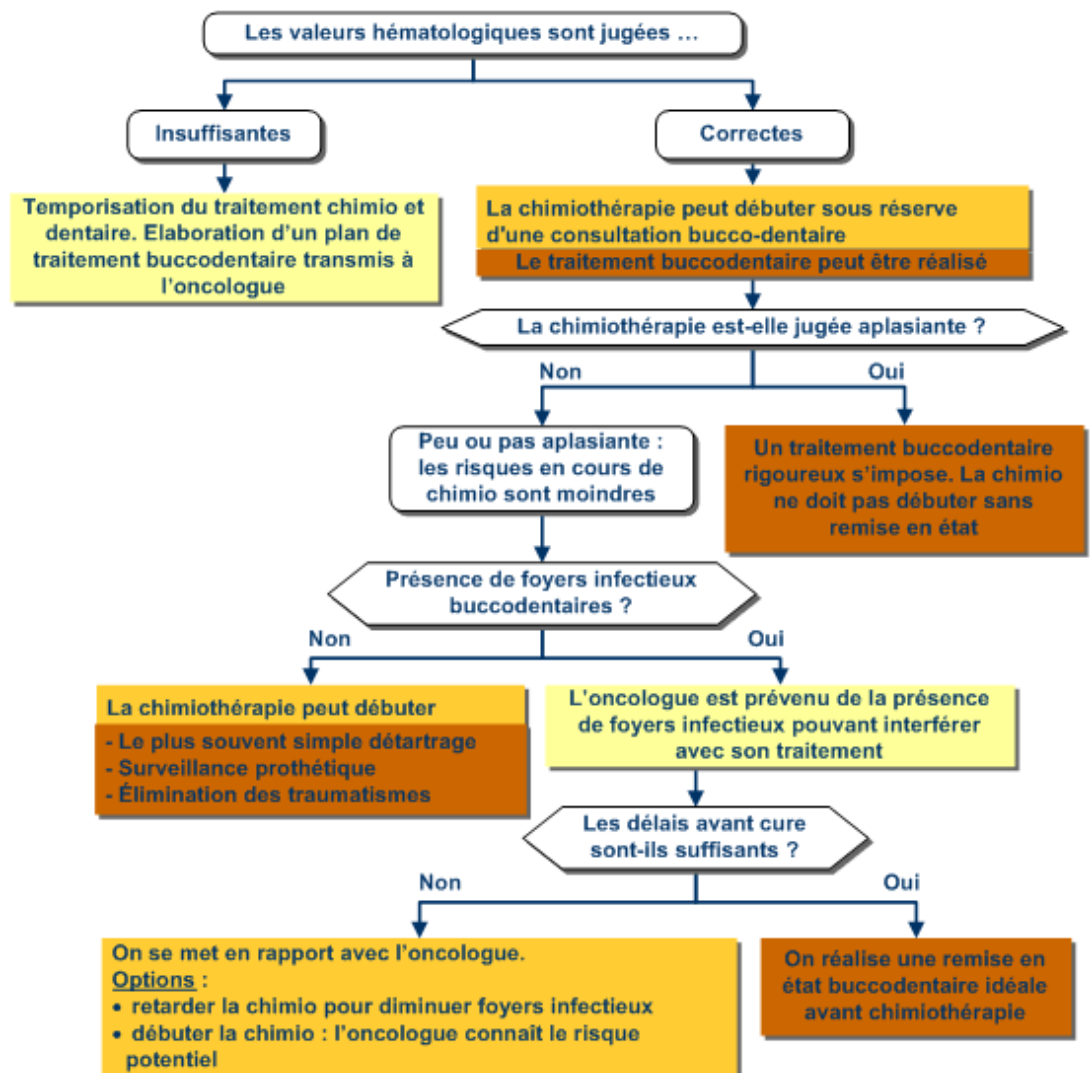 Les valeurs hématologiques sont jugées …
Insuffisantes
Correctes
Temporisation du traitement chimio et
dentaire. Elaboration d'un plan de
traitement buccodentaire transmis à
l'oncologue
La chimiothérapie peut débuter sous réserve
d'une consultation bucco-dentaire
Le traitement buccodentaire peut être réalisé
La chimiothérapie est-elle jugée aplasiante ?
Non
Oui
Peu ou pas aplasiante :
les risques en cours de
chimio sont moindres
Un traitement buccodentaire
rigoureux s'impose. La chimio
ne doit pas débuter sans
remise en état
Présence de foyers infectieux
buccodentaires ?
Non
Oui
La chimiothérapie peut débuter
- Le plus souvent simple détartrage
- Surveillance prothétique
- Élimination des traumatismes
L'oncologue est prévenu de la présence
de foyers infectieux pouvant interférer
avec son traitement
Les délais avant cure
sont-ils suffisants ?
Non
Oui
On se met en rapport avec l'oncologue.
Options :
• retarder la chimio pour diminuer foyers infectieux
• débuter la chimio : l'oncologue connaît le risque
potentiel
On réalise une remise en
état buccodentaire idéale
avant chimiothérapie